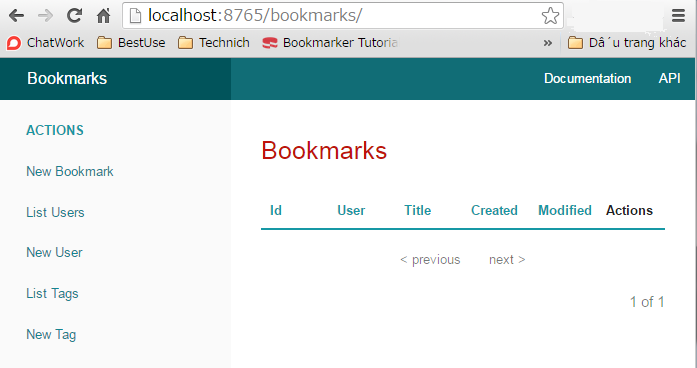 localhost:8765/bookmarks/
ChatWork BestUse Technich Bookmarker Tutoria » Dấu trang khác
Bookmarks Documentation API
ACTIONS
New Bookmark
List Users
New User
List Tags
New Tag
Bookmarks
Id User Title Created Modified Actions
< previous next >
1 of 1